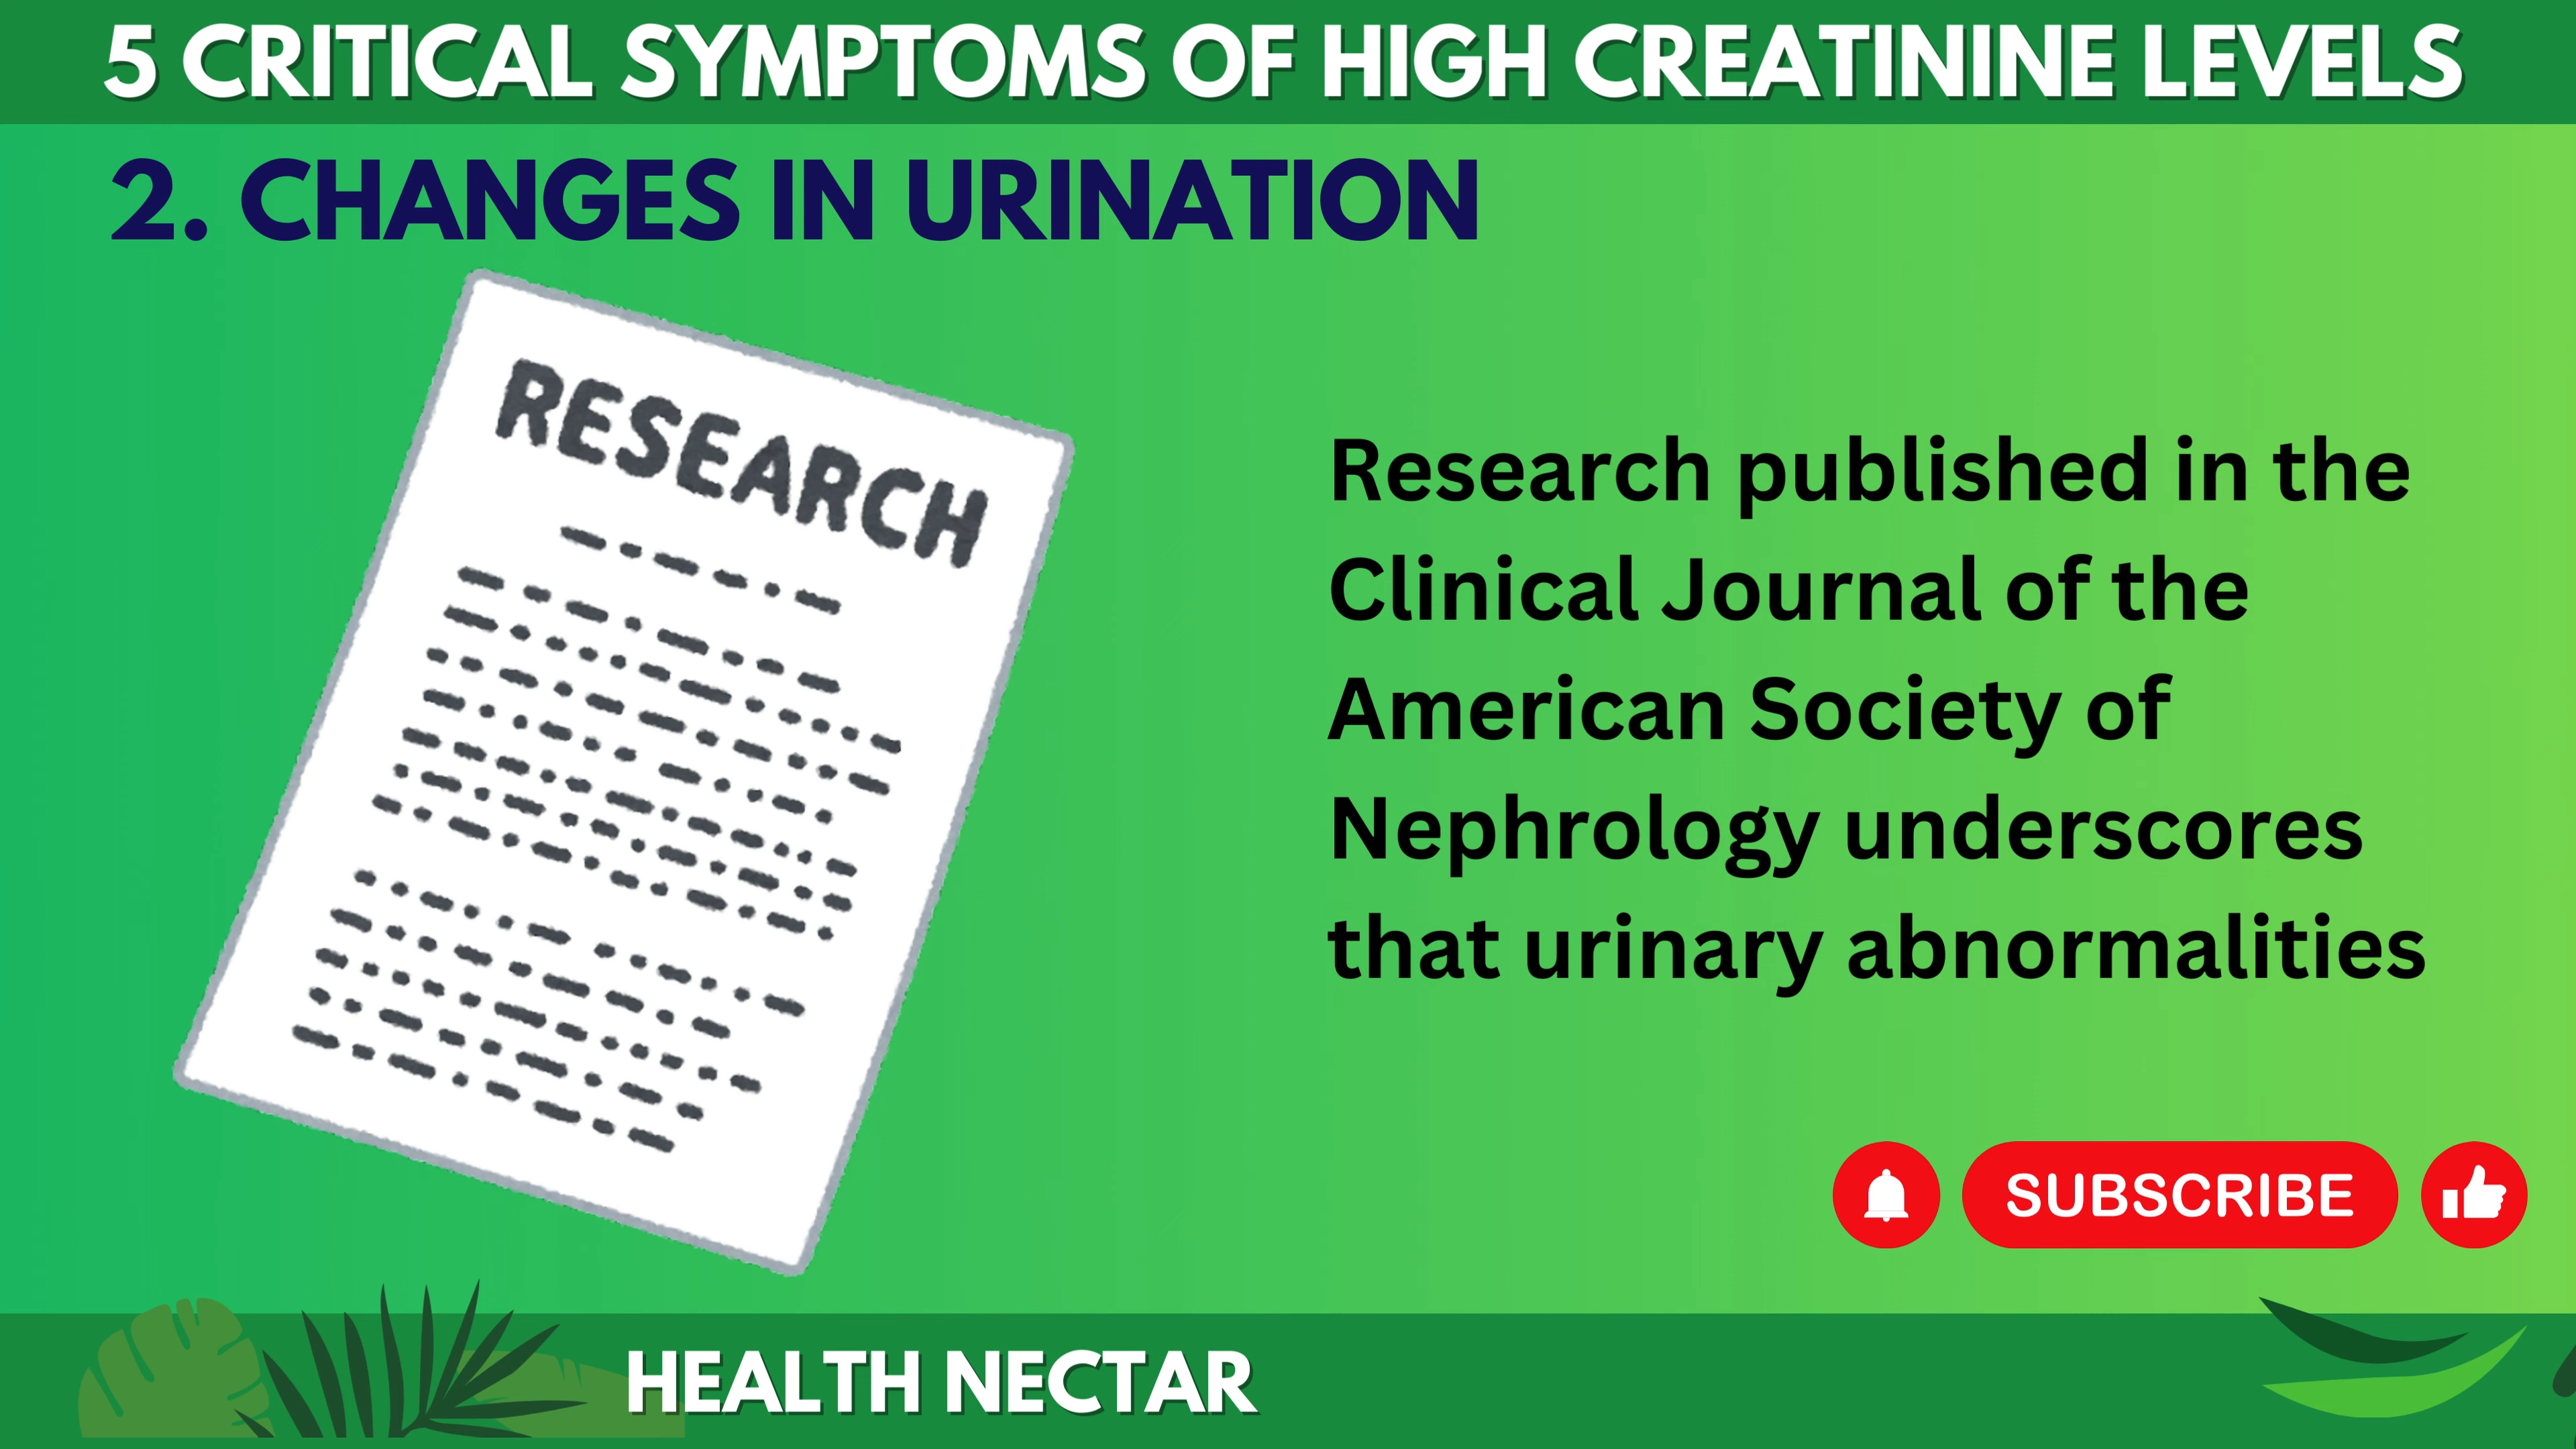 5 CRITICAL SYMPTOMS OF HIGH CREATININE LEVELS
2. CHANGES IN URINATION
RESEARCH
Research published in the
Clinical Journal of the
American Society of
Nephrology underscores
that urinary abnormalities
SUBSCRIBE
HEALTH NECTAR